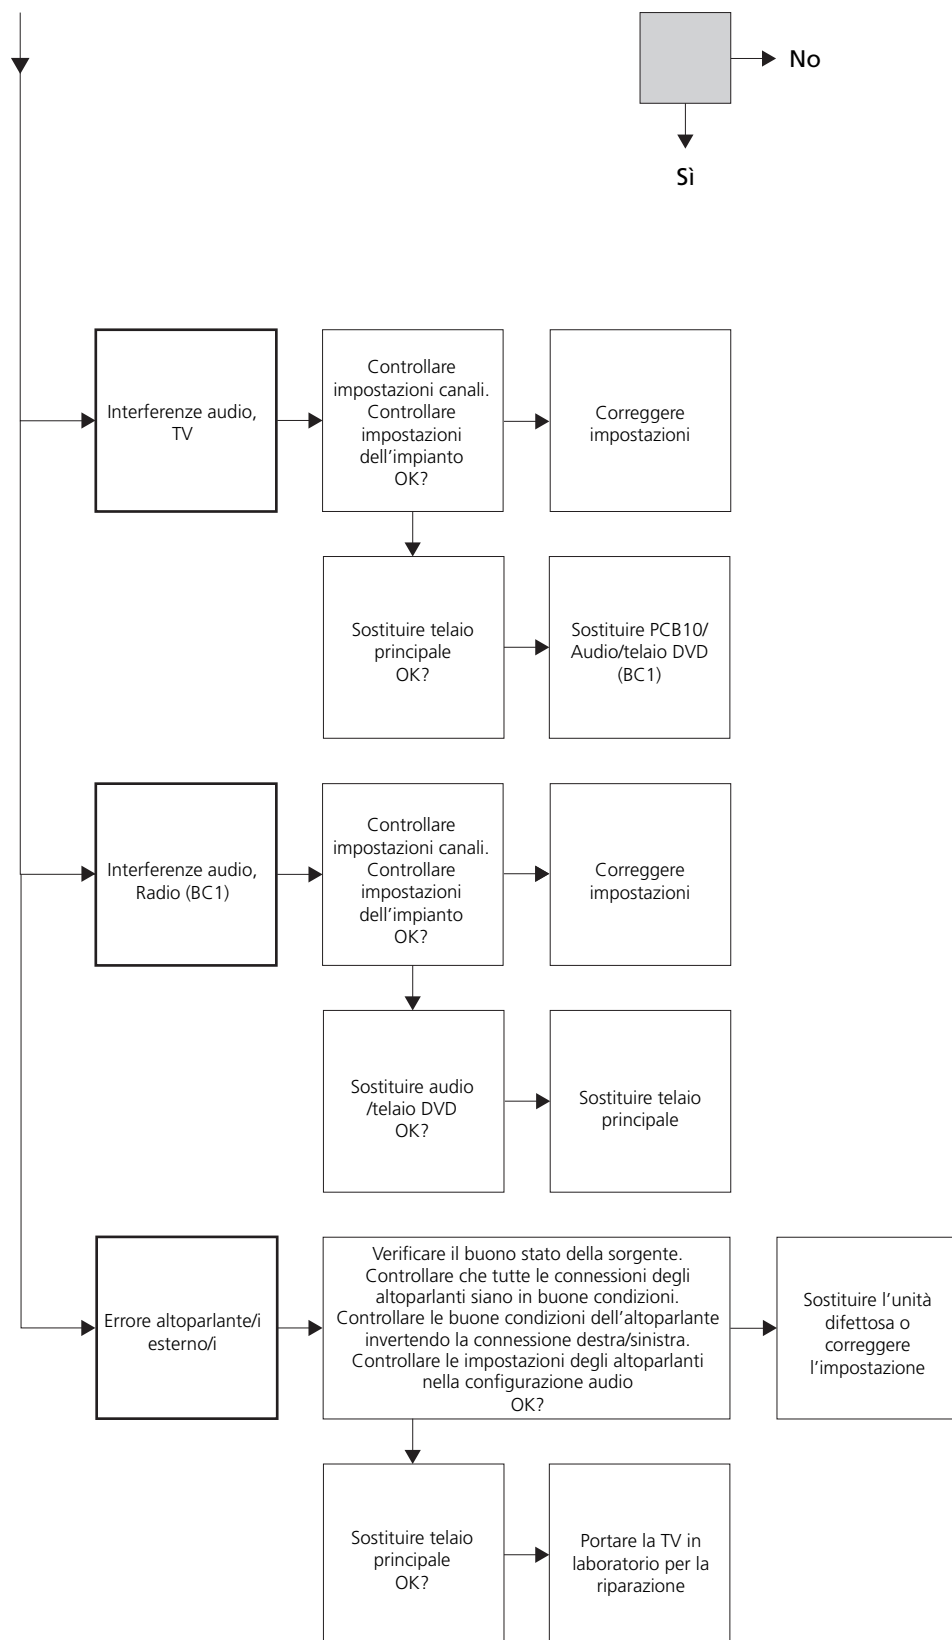 No
Sì
Interferenze audio,
TV
Controllare
impostazioni canali.
Controllare
impostazioni
dell'impianto
OK?
Correggere
impostazioni
Sostituire telaio
principale
OK?
Sostituire PCB10/
Audio/telaio DVD
(BC1)
Interferenze audio,
Radio (BC1)
Controllare
impostazioni canali.
Controllare
impostazioni
dell'impianto
OK?
Correggere
impostazioni
Sostituire audio
/telaio DVD
OK?
Sostituire telaio
principale
Errore altoparlante/i
esterno/i
Verificare il buono stato della sorgente.
Controllare che tutte le connessioni degli
altoparlanti siano in buone condizioni.
Controllare le buone condizioni dell'altoparlante
invertendo la connessione destra/sinistra.
Controllare le impostazioni degli altoparlanti
nella configurazione audio
OK?
Sostituire l'unità
difettosa o
correggere
l'impostazione
Sostituire telaio
principale
OK?
Portare la TV in
laboratorio per la
riparazione